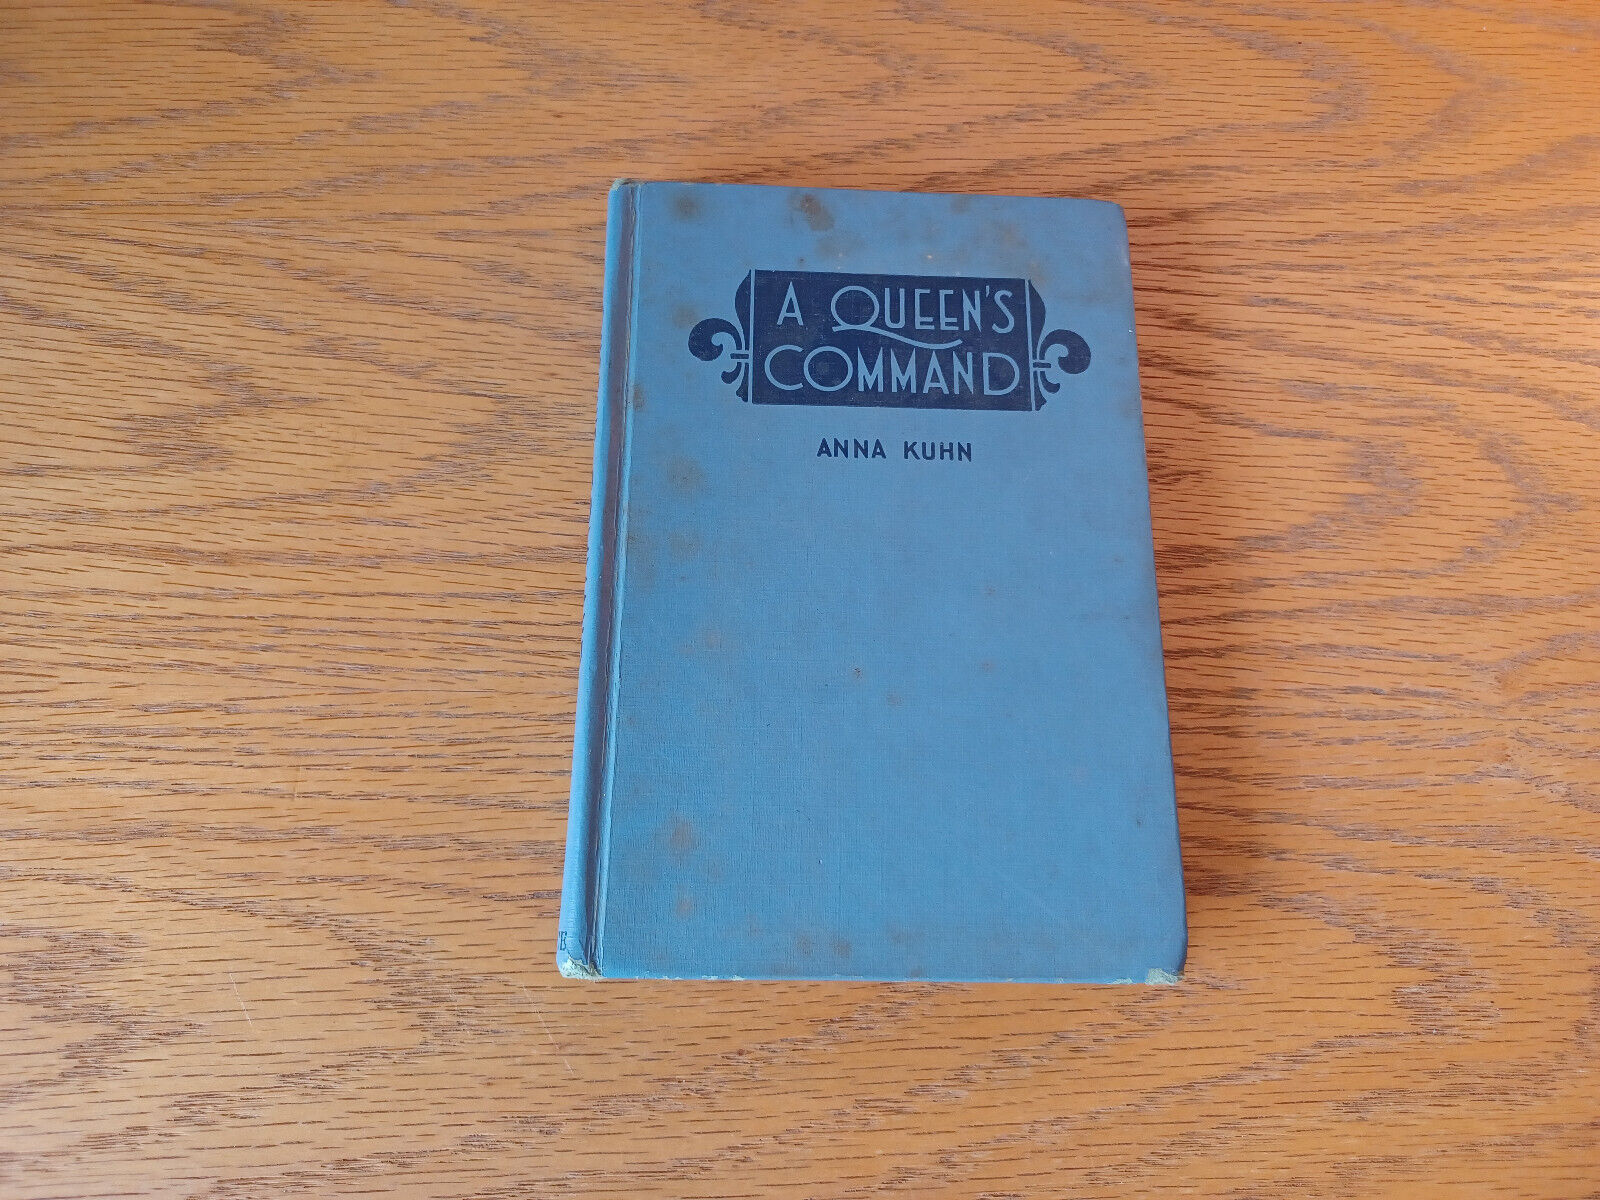 A QUEEN'S
COMMAND
ANNA KUHN